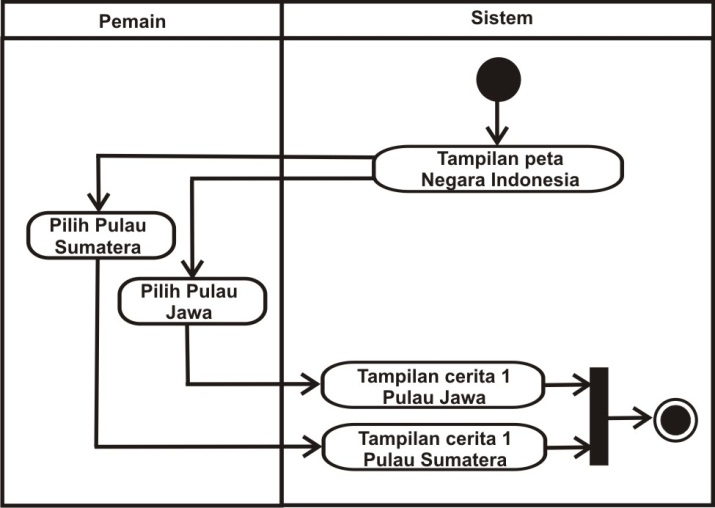 Pemain
Sistem
Tampilan peta
Negara Indonesia
Pilih Pulau
Sumatera
Pilih Pulau
Jawa
Tampilan cerita 1
Pulau Jawa
Tampilan cerita 1
Pulau Sumatera